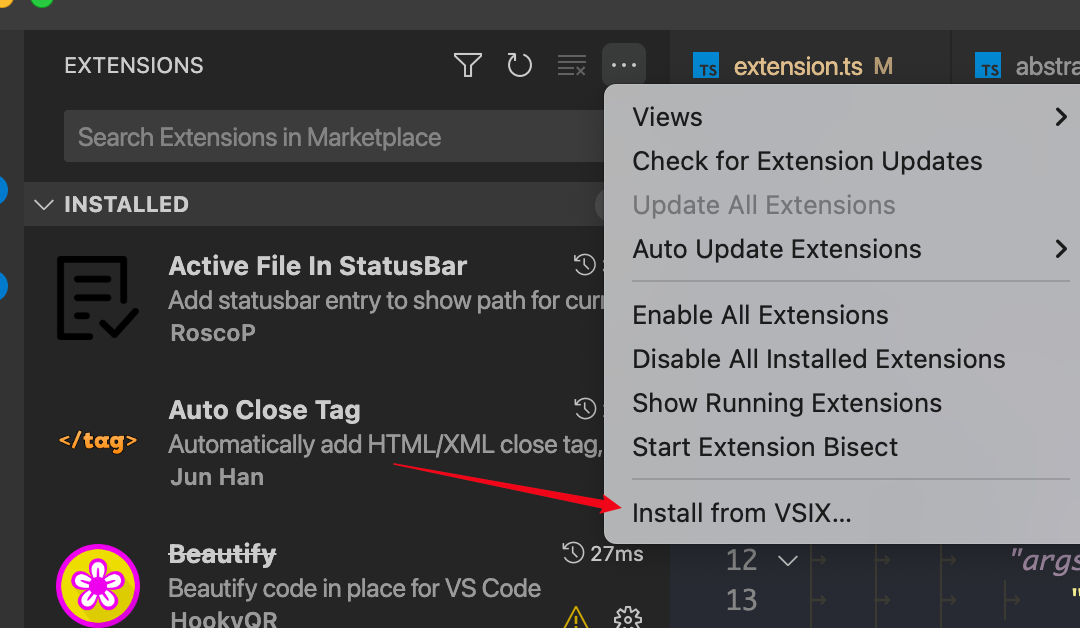 EXTENSIONS
Search Extensions in Marketplace
INSTALLED
Active File In StatusBar
Add statusbar entry to show path for curr
RoscoP
</tag>
Auto Close Tag
Automatically add HTML/XML close tag,
Jun Han
Beautify
27ms
Beautify code in place for VS Code
HookyQR
TS extension.ts M
TS abstra
Views
Check for Extension Updates
Update All Extensions
Auto Update Extensions
Enable All Extensions
Disable All Installed Extensions
Show Running Extensions
Start Extension Bisect
Install from VSIX...
12 "args
13 "